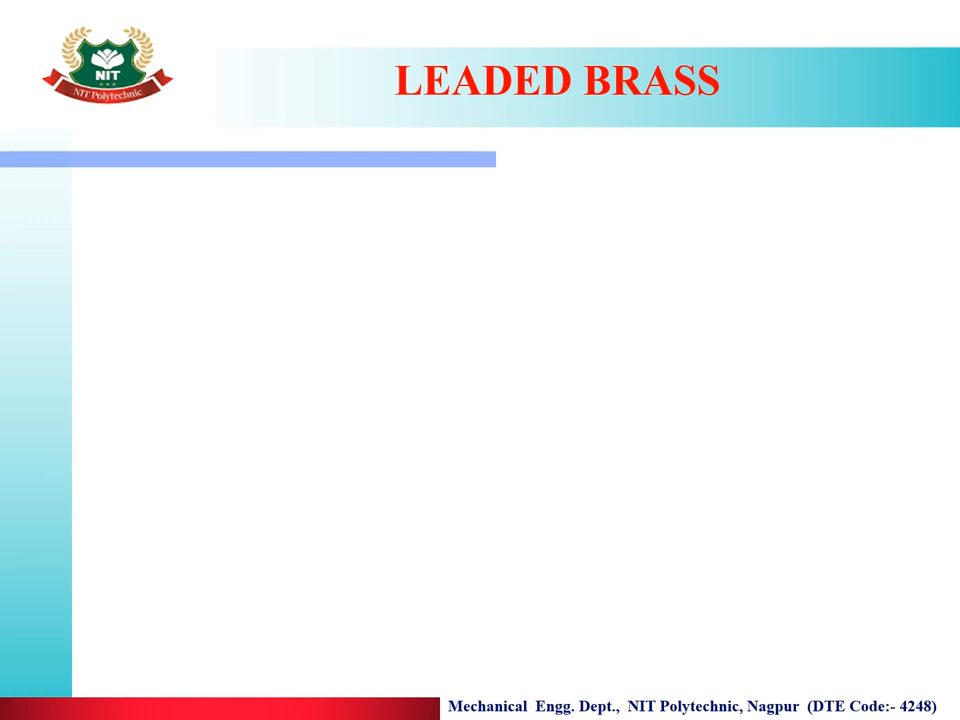 NIT
NIT Polytechnic
LEADED BRASS
Mechanical Engg. Dept., NIT Polytechnic, Nagpur (DTE Code:- 4248)